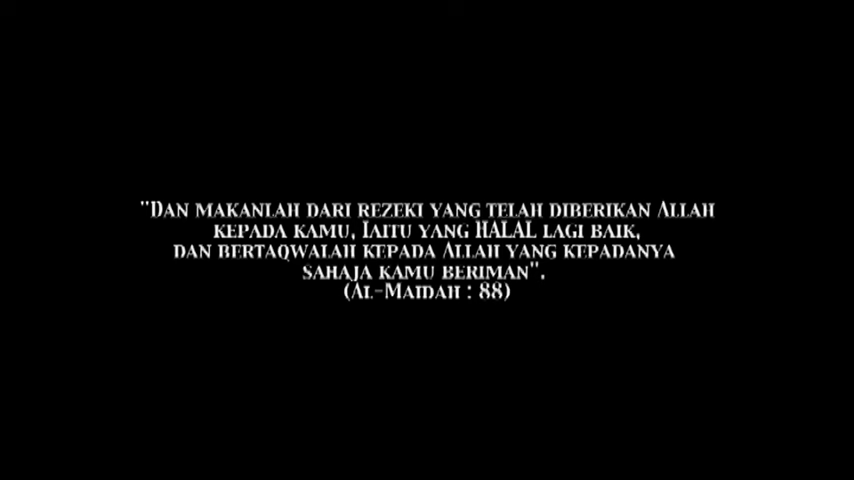 "Dan makanlah dari rezeki yang telah diberikan Allah
kepada kamu, Iaitu yang HALAL lagi baik,
dan bertaqwalah kepada Allah yang kepadanya
sahaja kamu beriman".
(Al-Maidah : 88)